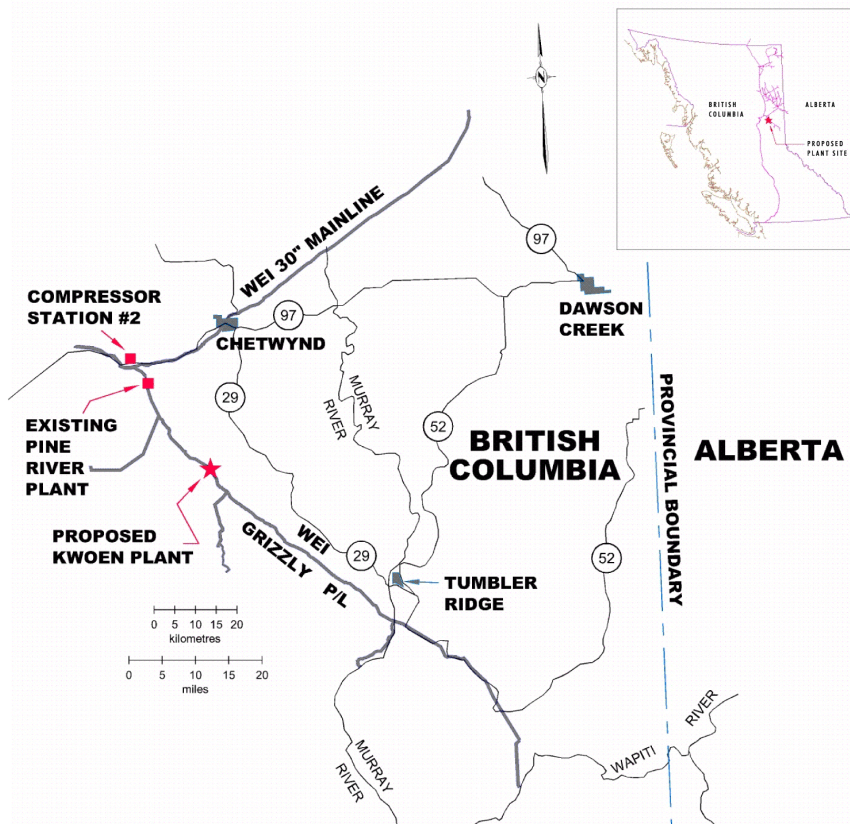 BRITISH
COLUMBIA
ALBERTA
PROPOSED
PLANT SITE
N
WEI 30" MAINLINE
97
97
DAWSON
CREEK
COMPRESSOR
STATION #2
CHETWYND
29
MURRAY
RIVER
52
EXISTING
PINE
RIVER
PLANT
BRITISH
COLUMBIA
ALBERTA
PROVINCIAL BOUNDARY
PROPOSED
KWOEN PLANT
WEI
GRIZZLY P/L
29
52
TUMBLER
RIDGE
0 5 10 15 20
kilometres
0 5 10 15 20
miles
MURRAY
RIVER
WAPITI RIVER